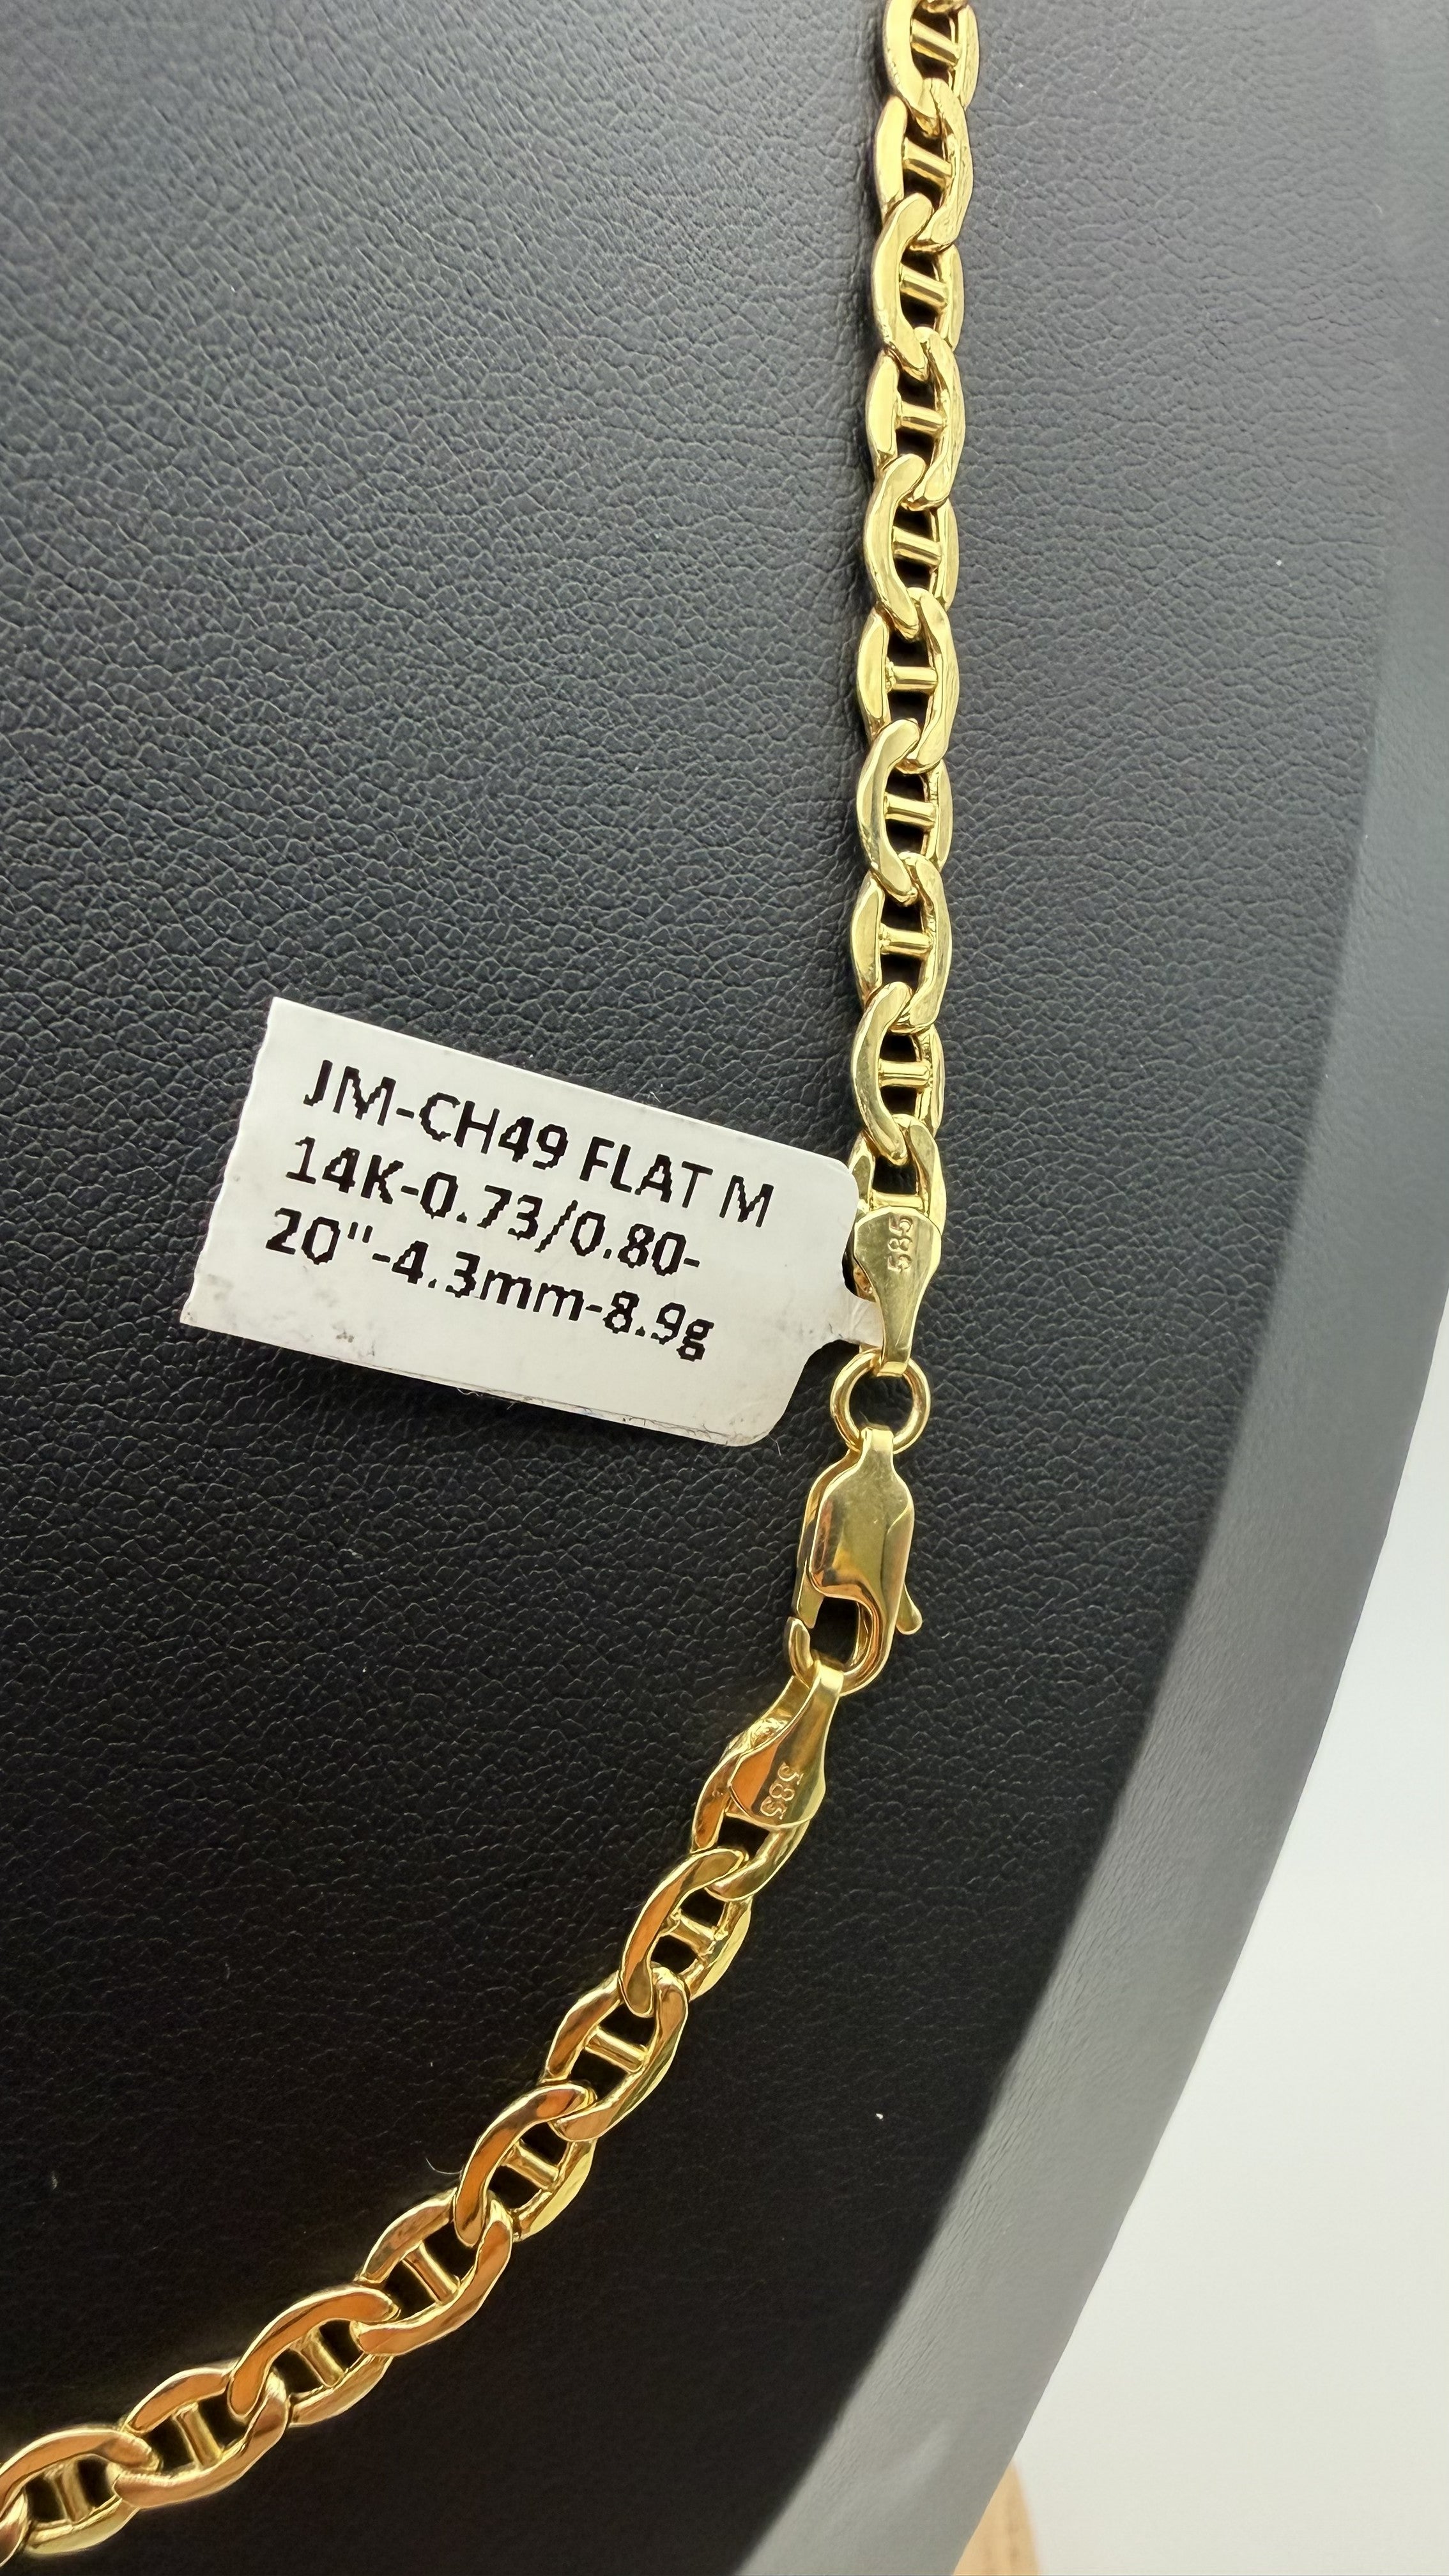 JM-CH49 FLAT M
14K-0.73/0.80-
20"-4.3mm-8.9g
585
585